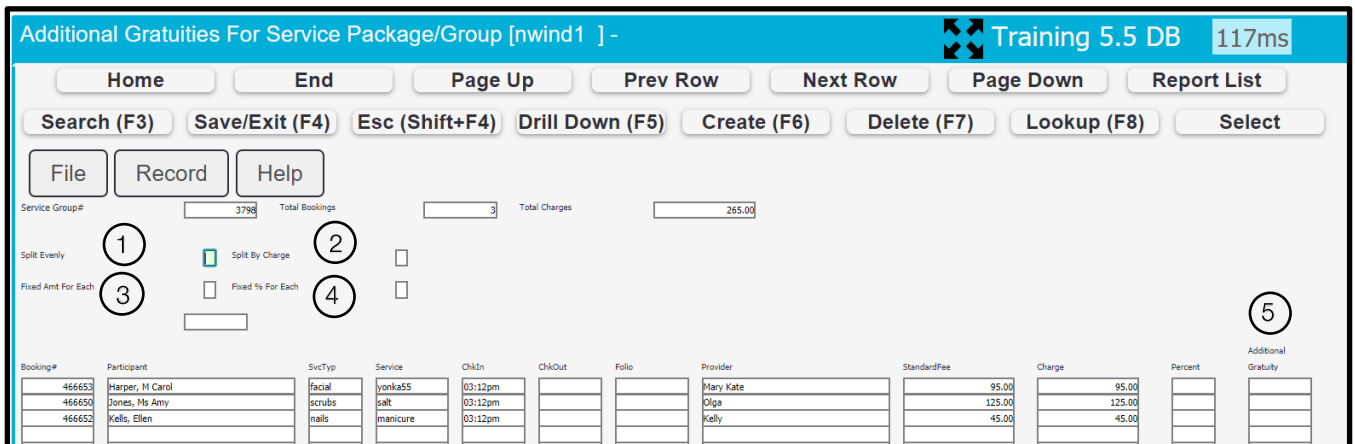 Additional Gratuities For Service Package/Group [nwind1 ] - Training 5.5 DB 117ms
Home End Page Up Prev Row Next Row Page Down Report List
Search (F3) Save/Exit (F4) Esc (Shift+F4) Drill Down (F5) Create (F6) Delete (F7) Lookup (F8) Select
File Record Help
Service Group# 3798 Total Bookings 3 Total Charges 265.00
Split Evenly 1 Split By Charge 2
Fixed Amt For Each 3 Fixed % For Each 4
5
Additional
Booking# Participant SvcTyp Service ChkIn ChkOut Folio Provider StandardFee Charge Percent Gratuity
466653 Harper, M Carol facial yonka55 03:12pm Mary Kate 95.00 95.00
466650 Jones, Ms Amy scrubs salt 03:12pm Olga 125.00 125.00
466652 Kells, Ellen nails manicure 03:12pm Kelly 45.00 45.00